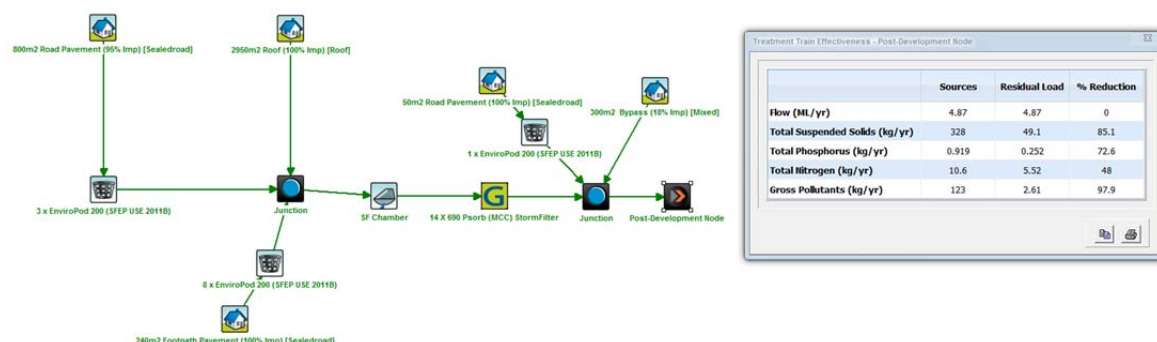 800m2 Road Pavement (95% Imp) [Sealedroad]
2950m2 Roof (100% Imp) [Roof]
50m2 Road Pavement (100% Imp) [Sealedroad]
300m2 Bypass (18% Imp) [Mixed]
1 x EnviroPod 200 (SFEP USE 2011B)
3 x EnviroPod 200 (SFEP USE 2011B)
Junction
SF Chamber
14 X 690 Psorb (MCC) StormFilter
Junction
Post-Development Node
8 x EnviroPod 200 (SFEP USE 2011B)
240m2 Footpath Pavement (100% Imp) [Sealedroad]
Treatment Train Effectiveness - Post-Development Node
Sources Residual Load % Reduction
Flow (ML/yr) 4.87 4.87 0
Total Suspended Solids (kg/yr) 328 49.1 85.1
Total Phosphorus (kg/yr) 0.919 0.252 72.6
Total Nitrogen (kg/yr) 10.6 5.52 48
Gross Pollutants (kg/yr) 123 2.61 97.9